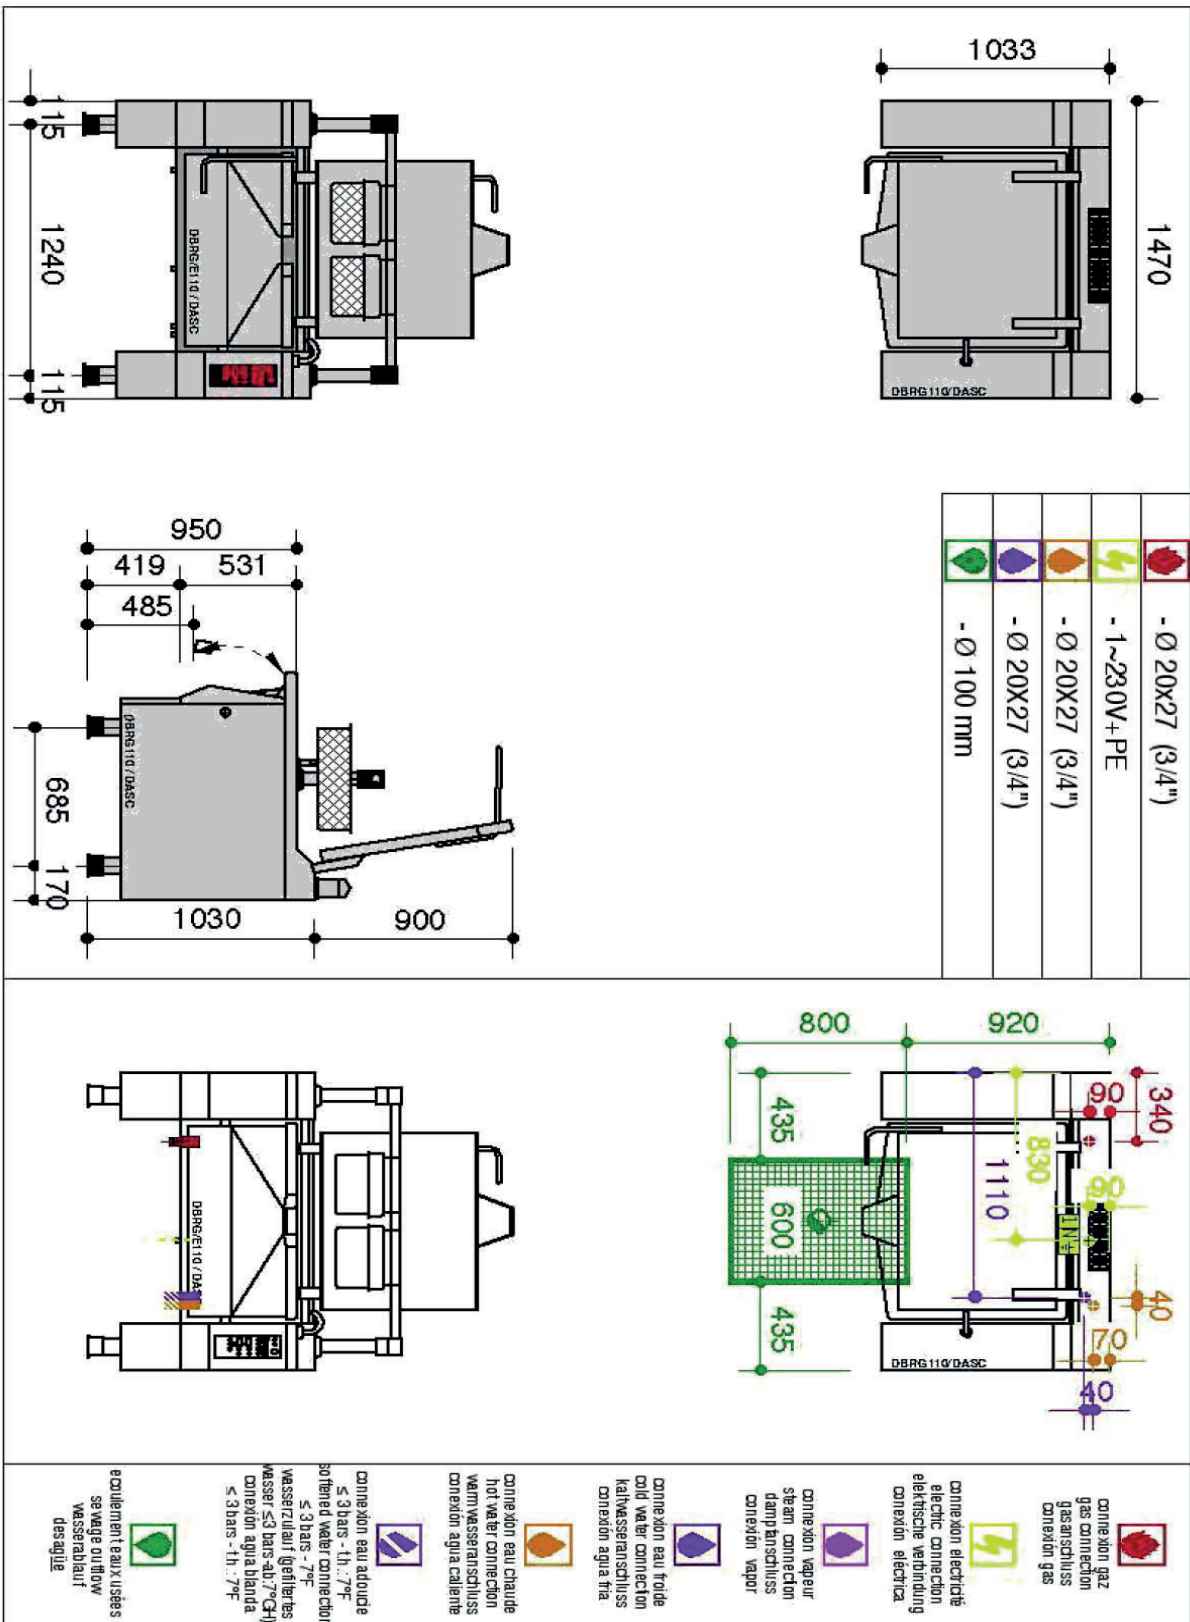 1033
1470
115
1240
115
DBRG/E110 / DASC
DBRG110/DASC
950
419
531
485
DBRG110 / DASC
685
170
1030
900
- Ø 20x27 (3/4")
- 1~230V+PE
- Ø 20X27 (3/4")
- Ø 20X27 (3/4")
- Ø 100 mm
DBRG/E110 / DASC
800
920
435
600
435
1110
830
340
90
90
1N
40
70
40
DBRG110/DASC
connexion gaz
gas connection
gasanschluss
conexión gas
connexion electricité
electric connection
elektrische verbindung
conexión eléctrica
connexion vapeur
steam connection
dampfanschluss
conexión vapor
connexion eau froide
cold water connection
kaltwasseranschluss
conexión agua fria
connexion eau chaude
hot water connection
warmwasseranschluss
conexión agua caliente
connexion eau adoucie
≤ 3 bars - t.h.: 7°F
softened water connection
≤ 3 bars - 7°F
wasserzulauf (gefiltertes
wasser ≤3 bars-ab:7°GH)
conexión agua blanda
≤ 3 bars - t.h.: 7°F
ecoulement eaux usées
sewage outflow
wasserablauf
desagüe